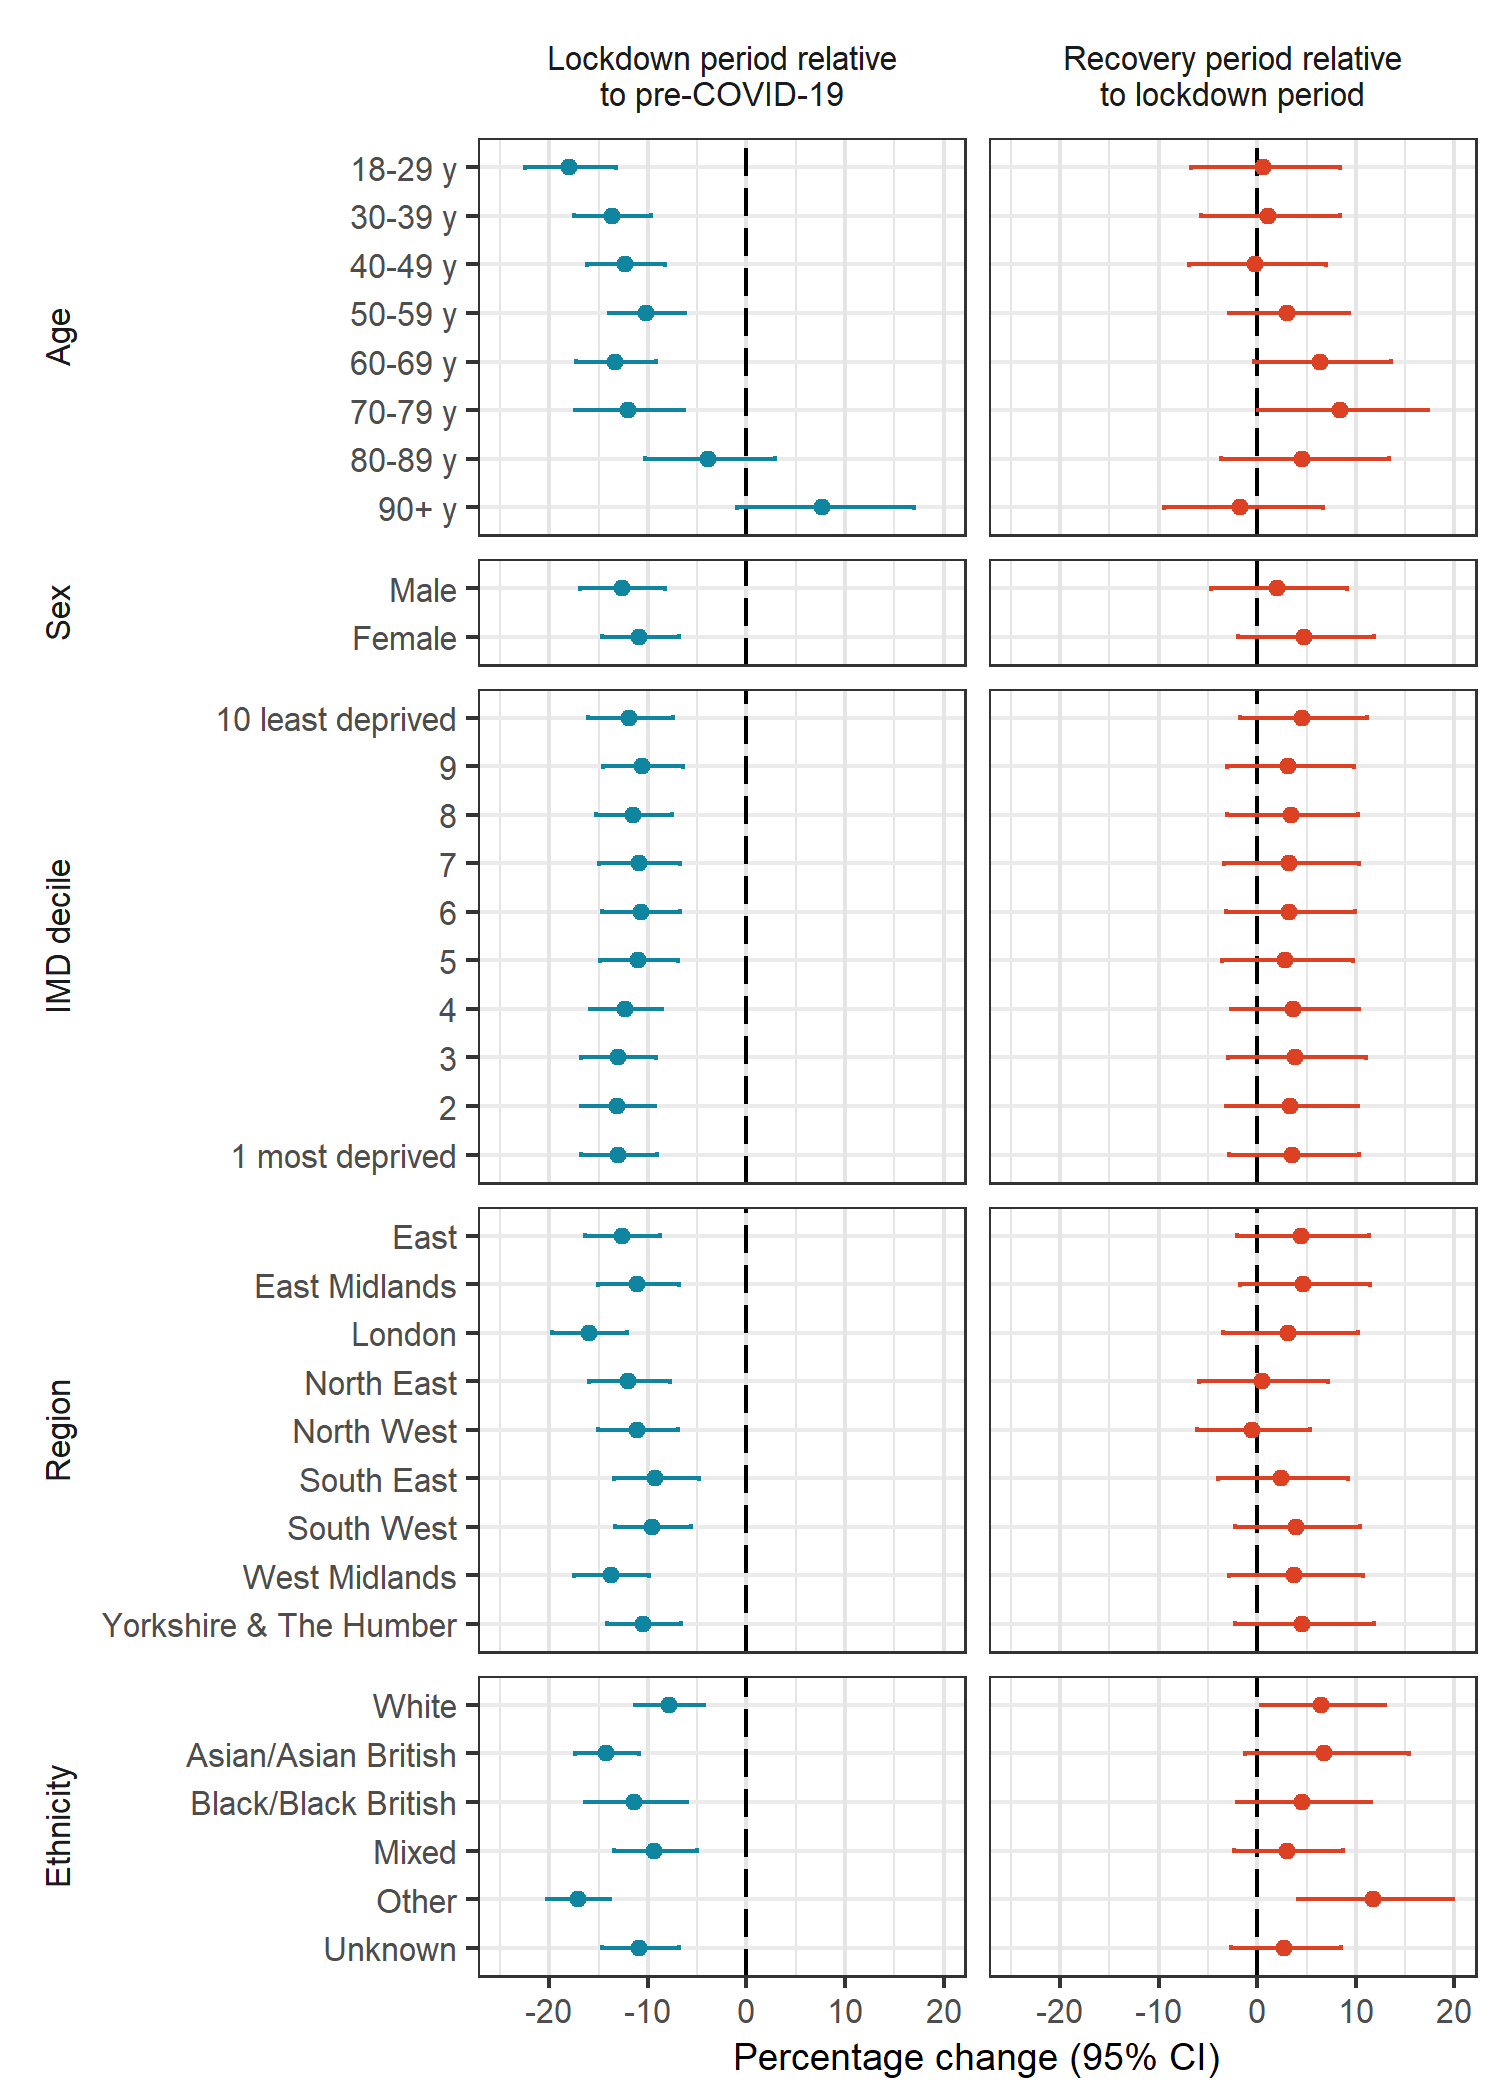 Lockdown period relative
to pre-COVID-19
Recovery period relative
to lockdown period
Age
18-29 y
30-39 y
40-49 y
50-59 y
60-69 y
70-79 y
80-89 y
90+ y
Sex
Male
Female
IMD decile
10 least deprived
9
8
7
6
5
4
3
2
1 most deprived
Region
East
East Midlands
London
North East
North West
South East
South West
West Midlands
Yorkshire & The Humber
Ethnicity
White
Asian/Asian British
Black/Black British
Mixed
Other
Unknown
-20 -10 0 10 20
-20 -10 0 10 20
Percentage change (95% CI)